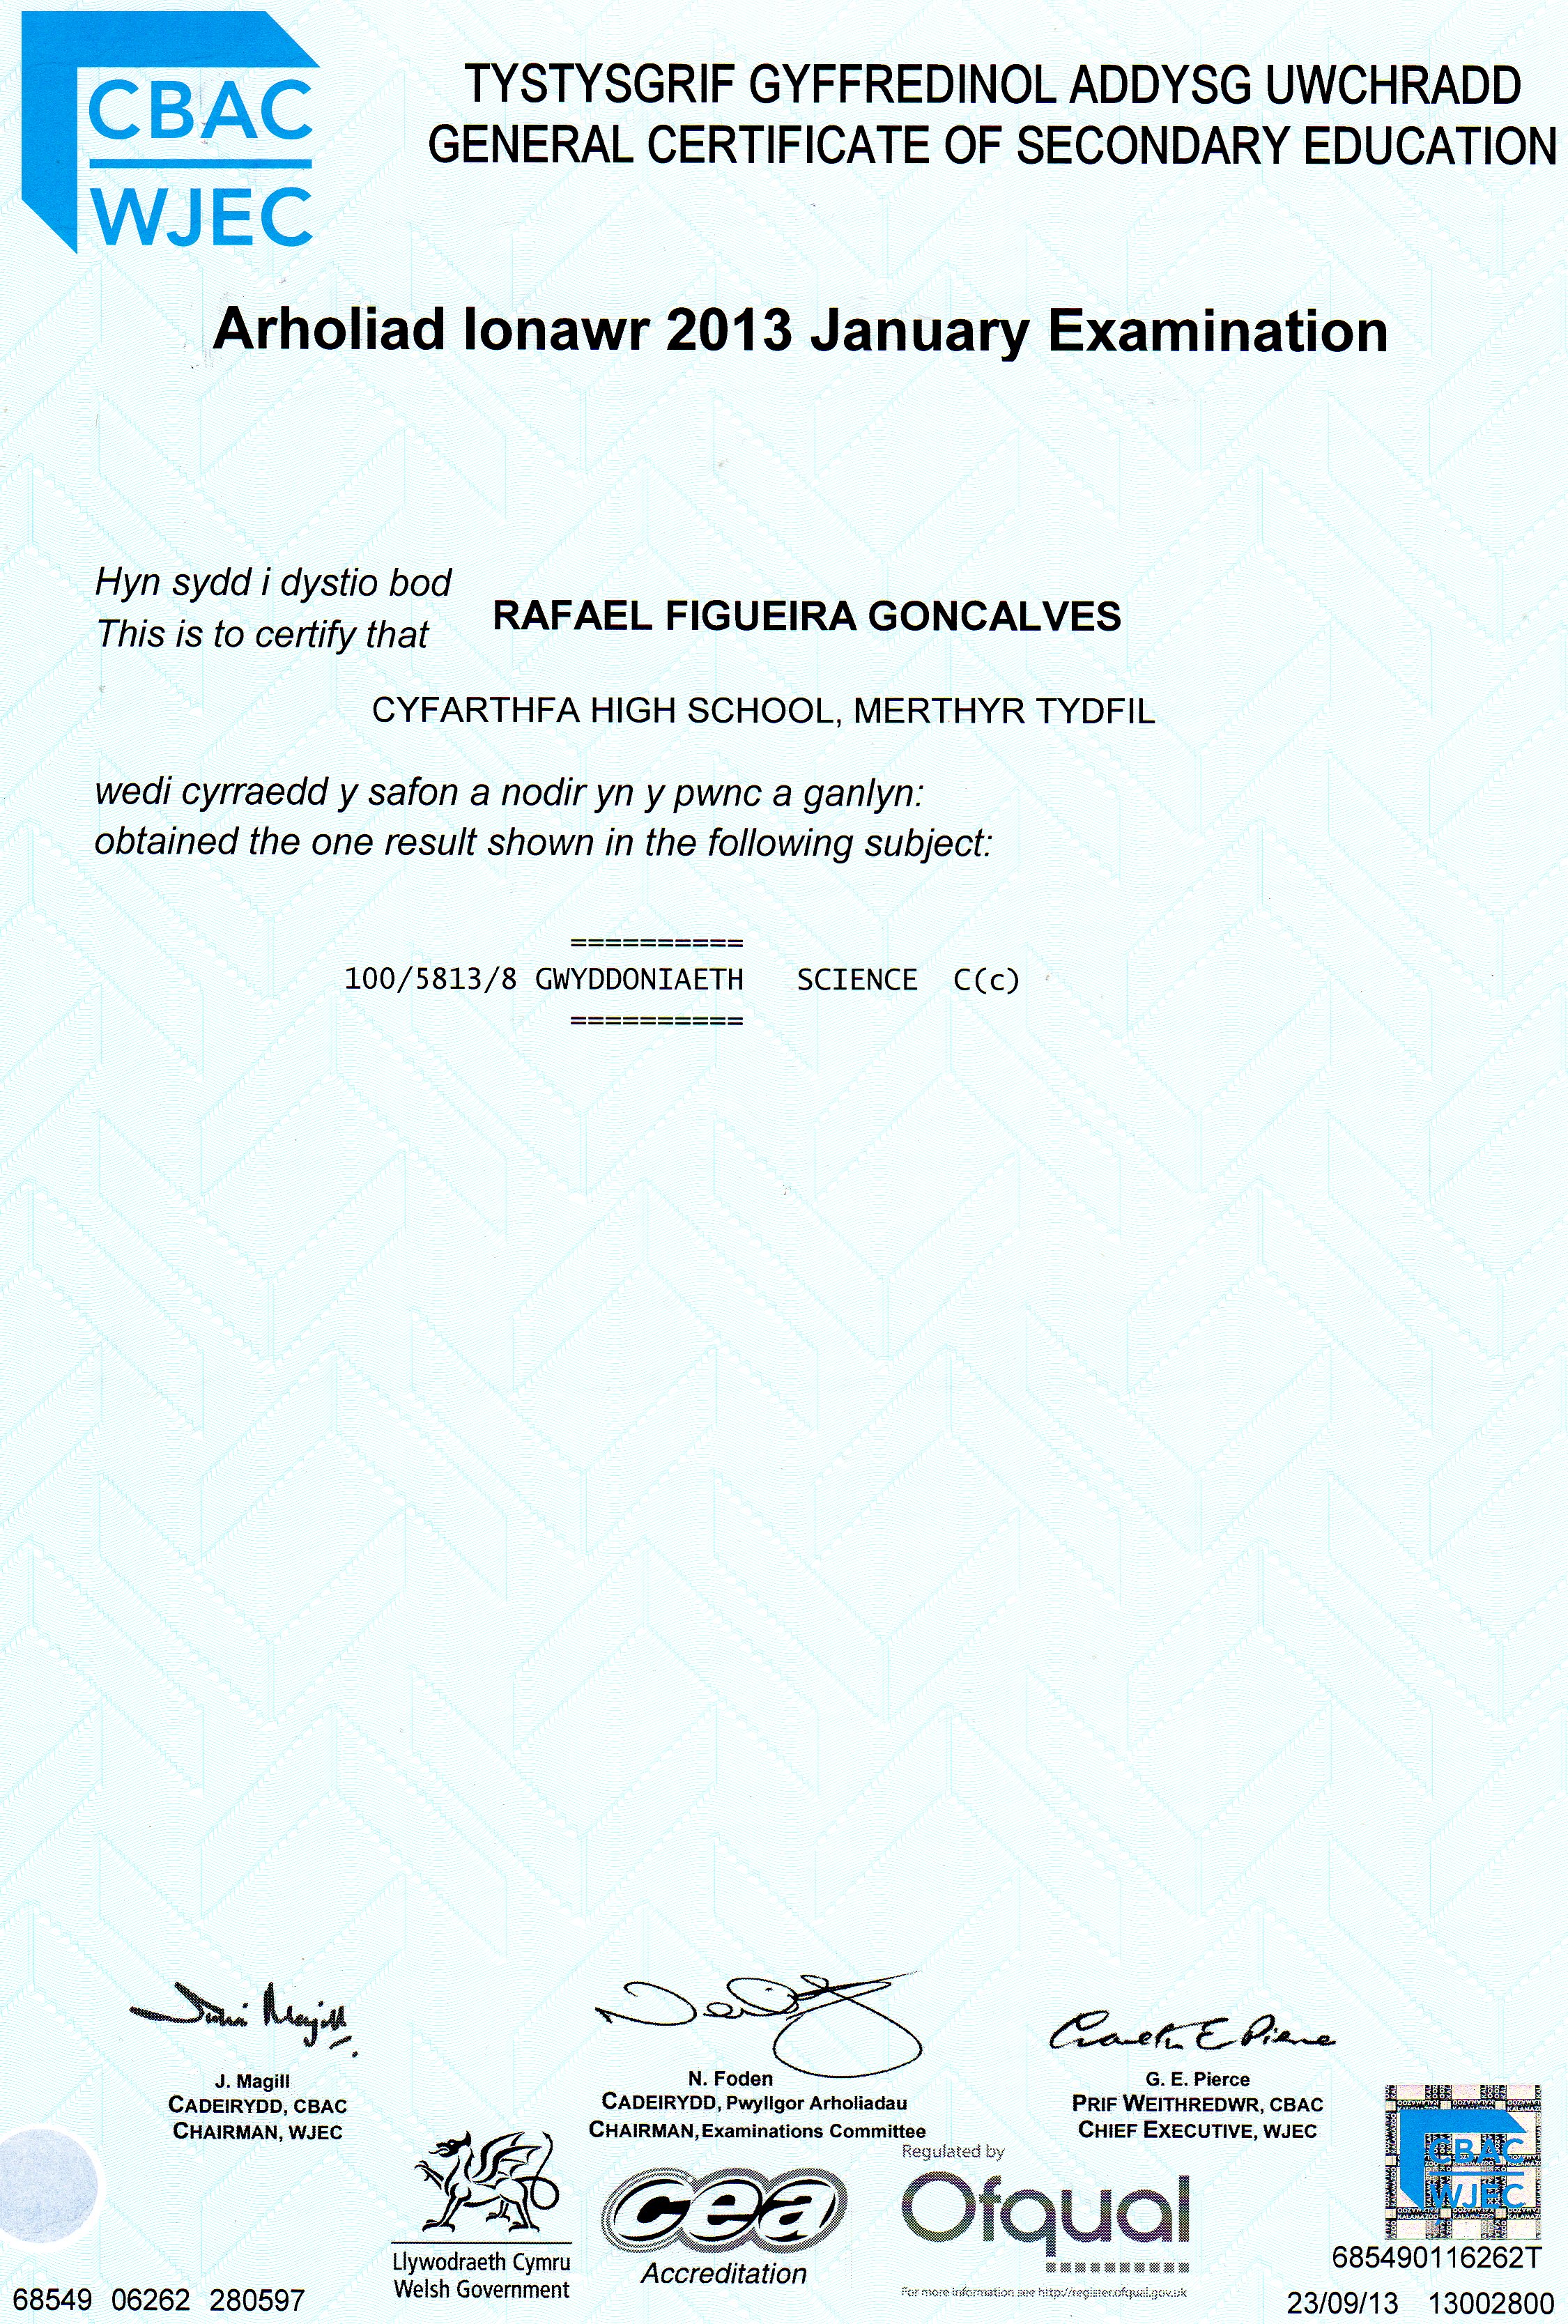 CBAC
WJEC
TYSTYSGRIF GYFFREDINOL ADDYSG UWCHRADD
GENERAL CERTIFICATE OF SECONDARY EDUCATION
Arholiad Ionawr 2013 January Examination
Hyn sydd i dystio bod
This is to certify that
RAFAEL FIGUEIRA GONCALVES
CYFARTHFA HIGH SCHOOL, MERTHYR TYDFIL
wedi cyrraedd y safon a nodir yn y pwnc a ganlyn:
obtained the one result shown in the following subject:
==========
100/5813/8 GWYDDONIAETH SCIENCE C(c)
==========
J. Magill
CADEIRYDD, CBAC
CHAIRMAN, WJEC
N. Foden
CADEIRYDD, Pwyllgor Arholiadau
CHAIRMAN, Examinations Committee
G. E. Pierce
PRIF WEITHREDWR, CBAC
CHIEF EXECUTIVE, WJEC
Llywodraeth Cymru
Welsh Government
cea
Accreditation
Regulated by
Ofqual
For more information see http://register.ofqual.gov.uk
CBAC
WJEC
685490116262T
68549 06262 280597
23/09/13 13002800